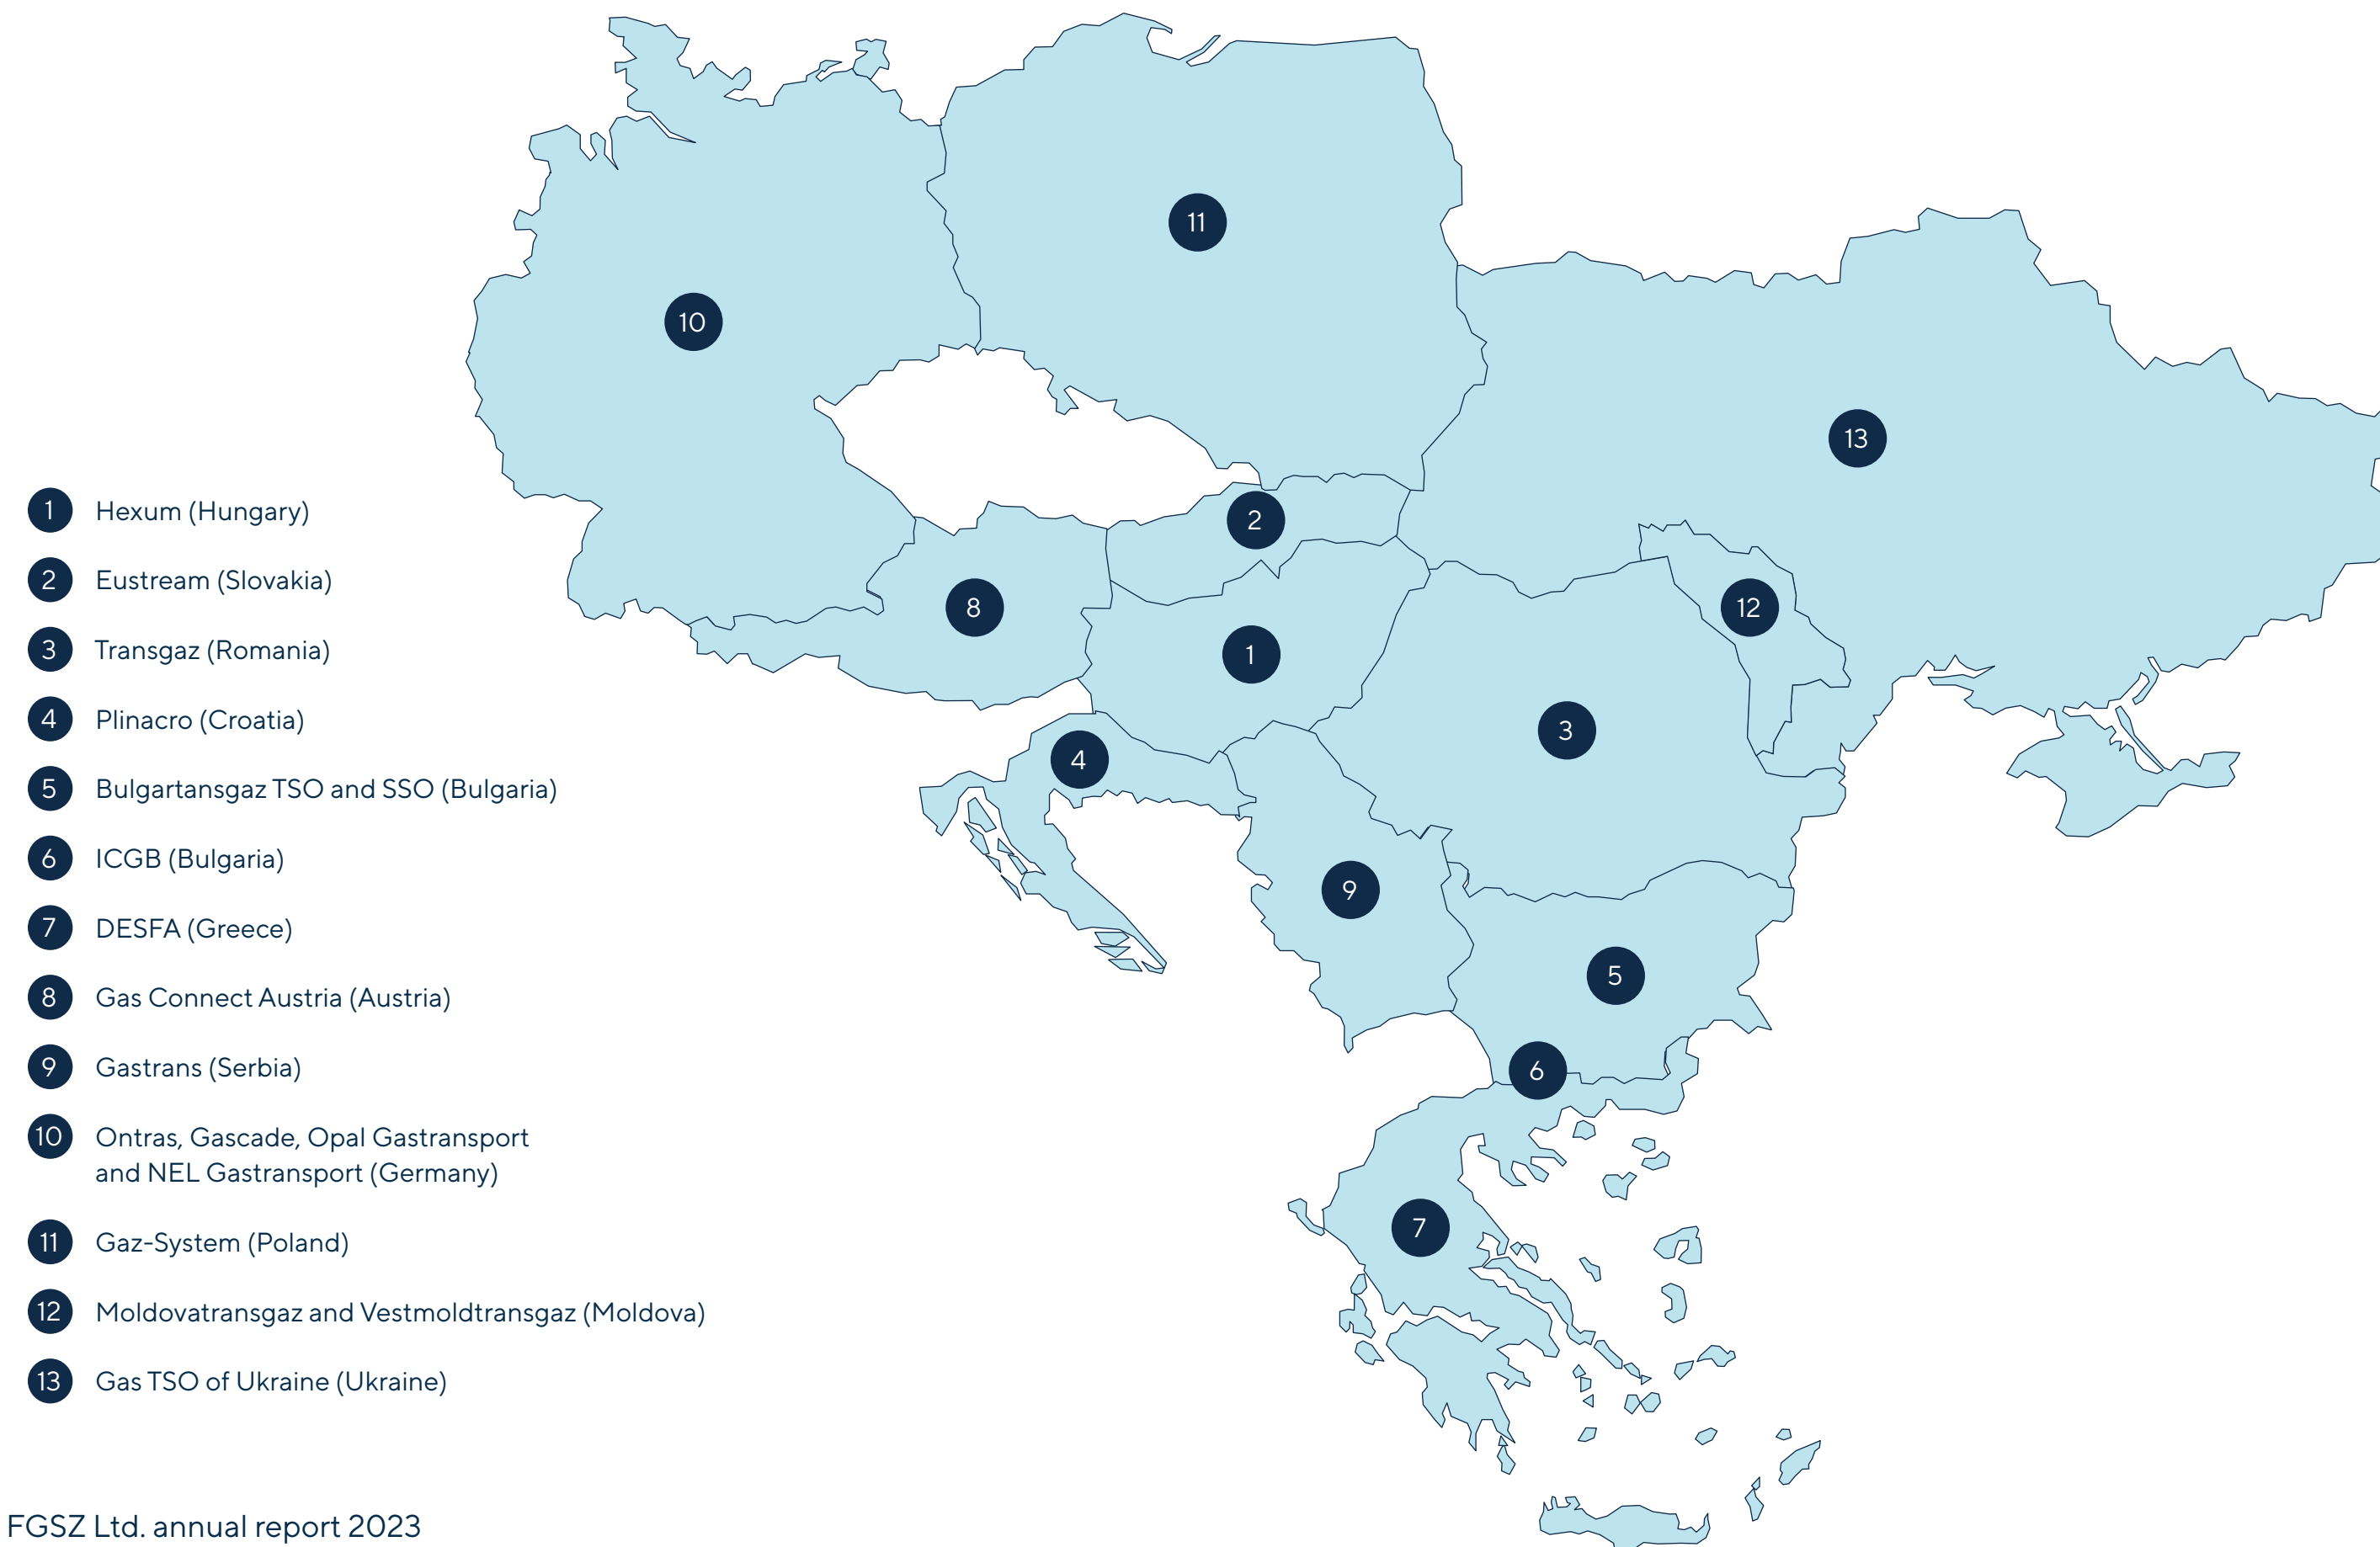 11
10
13
2
8
12
1
3
4
9
5
6
7
1 Hexum (Hungary)
2 Eustream (Slovakia)
3 Transgaz (Romania)
4 Plinacro (Croatia)
5 Bulgartansgaz TSO and SSO (Bulgaria)
6 ICGB (Bulgaria)
7 DESFA (Greece)
8 Gas Connect Austria (Austria)
9 Gastrans (Serbia)
10 Ontras, Gascade, Opal Gastransport
and NEL Gastransport (Germany)
11 Gaz-System (Poland)
12 Moldovatransgaz and Vestmoldtransgaz (Moldova)
13 Gas TSO of Ukraine (Ukraine)
FGSZ Ltd. annual report 2023